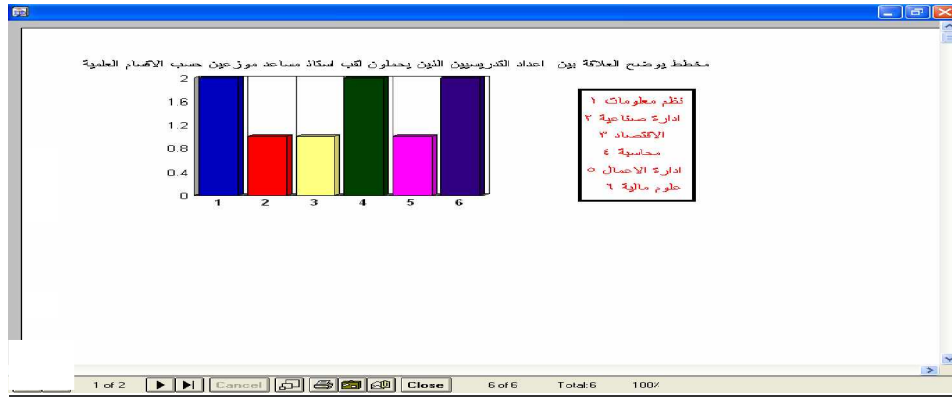 مخطط يوضح العلاقة بين اعداد التدريسيين الذين يحملون لقب استاذ مساعد موزعين حسب الاقسام العلمية
2
1.6
1.2
0.8
0.4
0
1 2 3 4 5 6
نظم معلومات ١
ادارة صناعية ٢
الاقتصاد ٣
محاسبة ٤
ادارة الاعمال ٥
علوم مالية ٦
1 of 2 Cancel Close 6 of 6 Total:6 100%